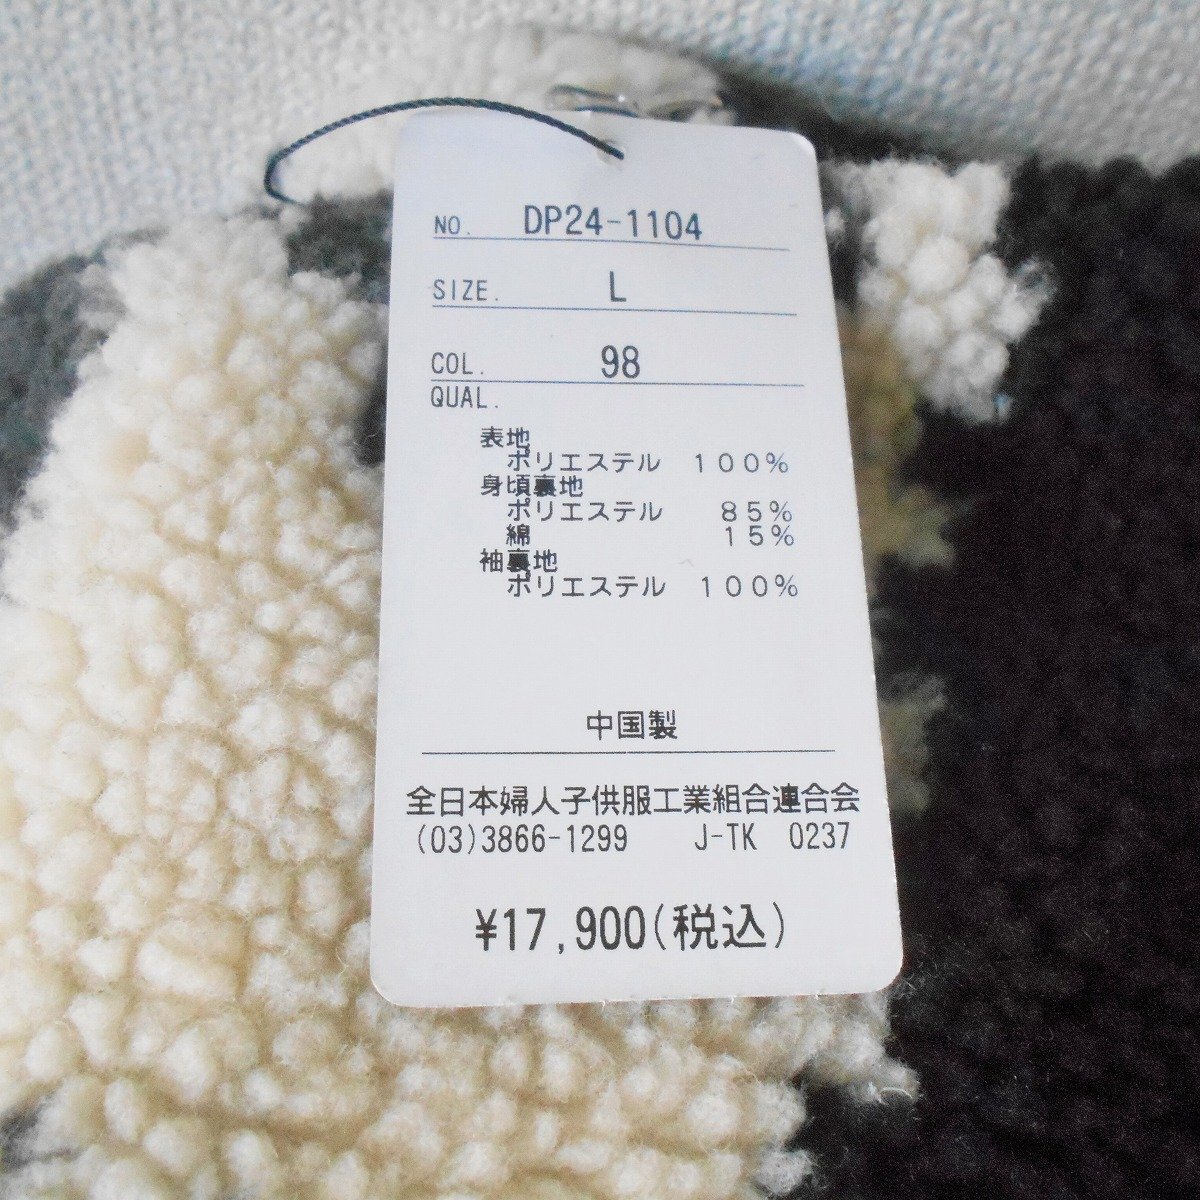 NO. DP24-1104
SIZE. L
COL. 98
QUAL.
表地
ポリエステル 100%
身頃裏地
ポリエステル 85%
綿 15%
袖裏地
ポリエステル 100%
中国製
全日本婦人子供服工業組合連合会
(03)3866-1299 J-TK 0237
¥17,900(税込)